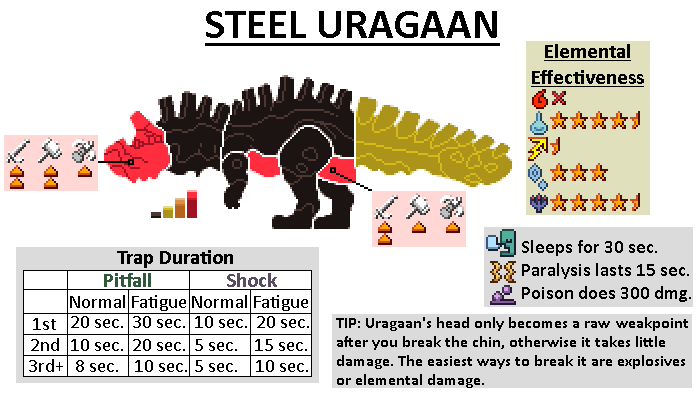 STEEL URAGAAN
Elemental
Effectiveness
Sleeps for 30 sec.
Paralysis lasts 15 sec.
Poison does 300 dmg.
Trap Duration
Pitfall Shock
Normal Fatigue Normal Fatigue
1st 20 sec. 30 sec. 10 sec. 20 sec.
2nd 10 sec. 20 sec. 5 sec. 15 sec.
3rd+ 8 sec. 10 sec. 5 sec. 10 sec.
TIP: Uragaan's head only becomes a raw weakpoint
after you break the chin, otherwise it takes little
damage. The easiest ways to break it are explosives
or elemental damage.